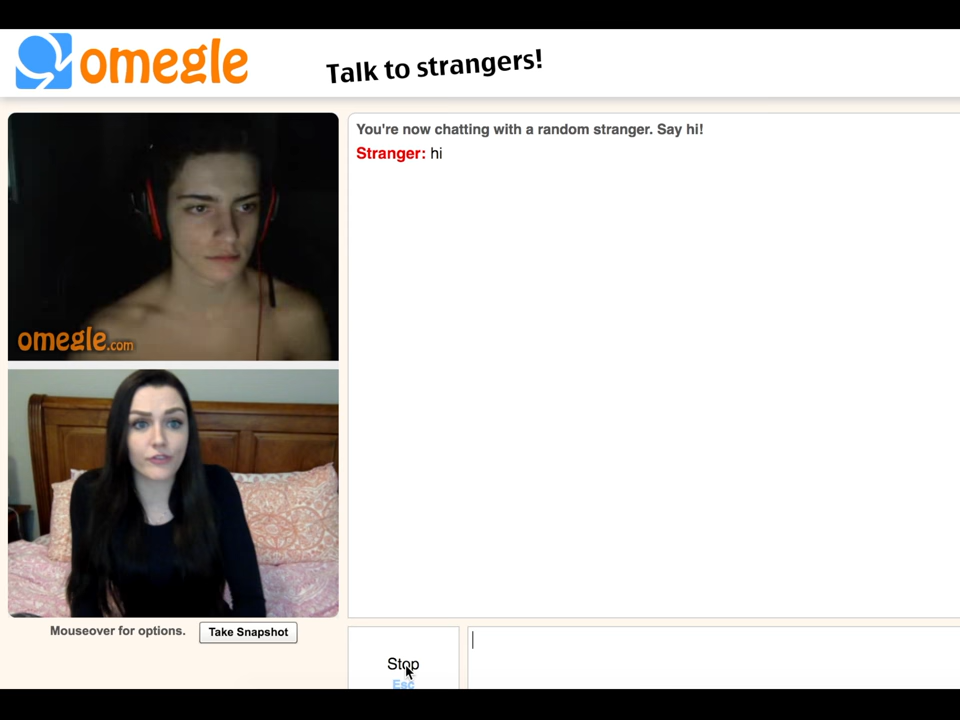 omegle
Talk to strangers!
You're now chatting with a random stranger. Say hi!
Stranger: hi
omegle.com
Mouseover for options.
Take Snapshot
Stop
Esc